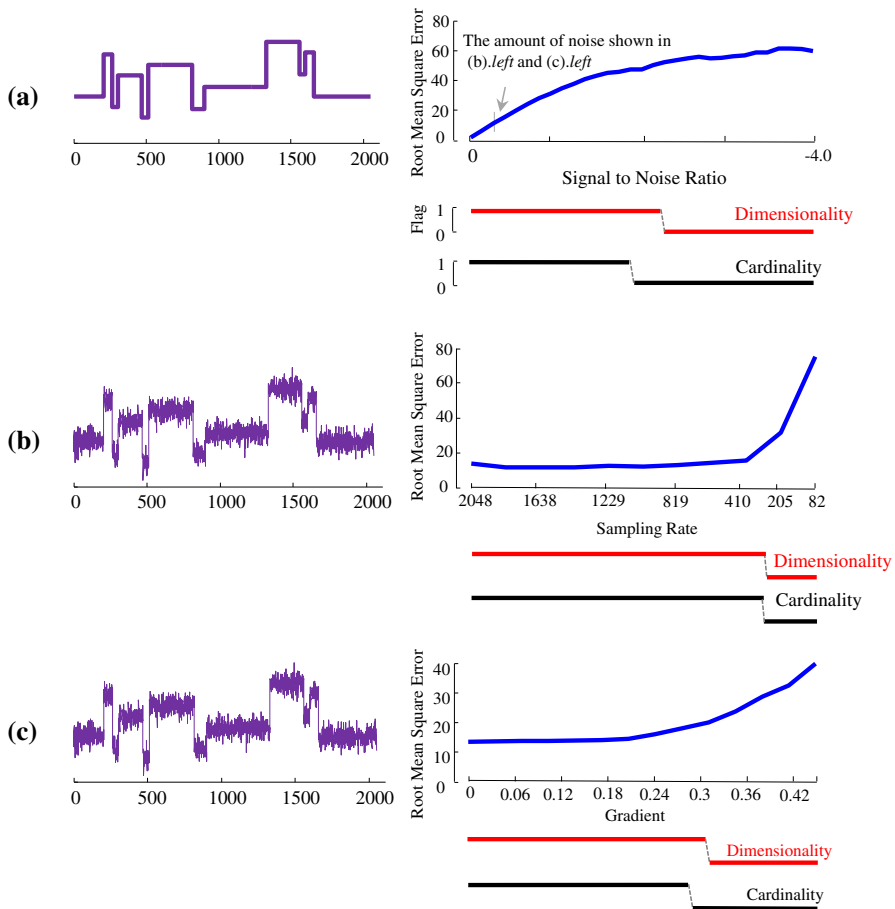 (a)
0 500 1000 1500 2000
Root Mean Square Error
80
60
40
20
0
The amount of noise shown in
(b).left and (c).left
0 -4.0
Signal to Noise Ratio
Flag
1
0
Dimensionality
1
0
Cardinality
(b)
0 500 1000 1500 2000
Root Mean Square Error
80
60
40
20
0
2048 1638 1229 819 410 205 82
Sampling Rate
Dimensionality
Cardinality
(c)
0 500 1000 1500 2000
Root Mean Square Error
40
30
20
10
0
0 0.06 0.12 0.18 0.24 0.3 0.36 0.42
Gradient
Dimensionality
Cardinality